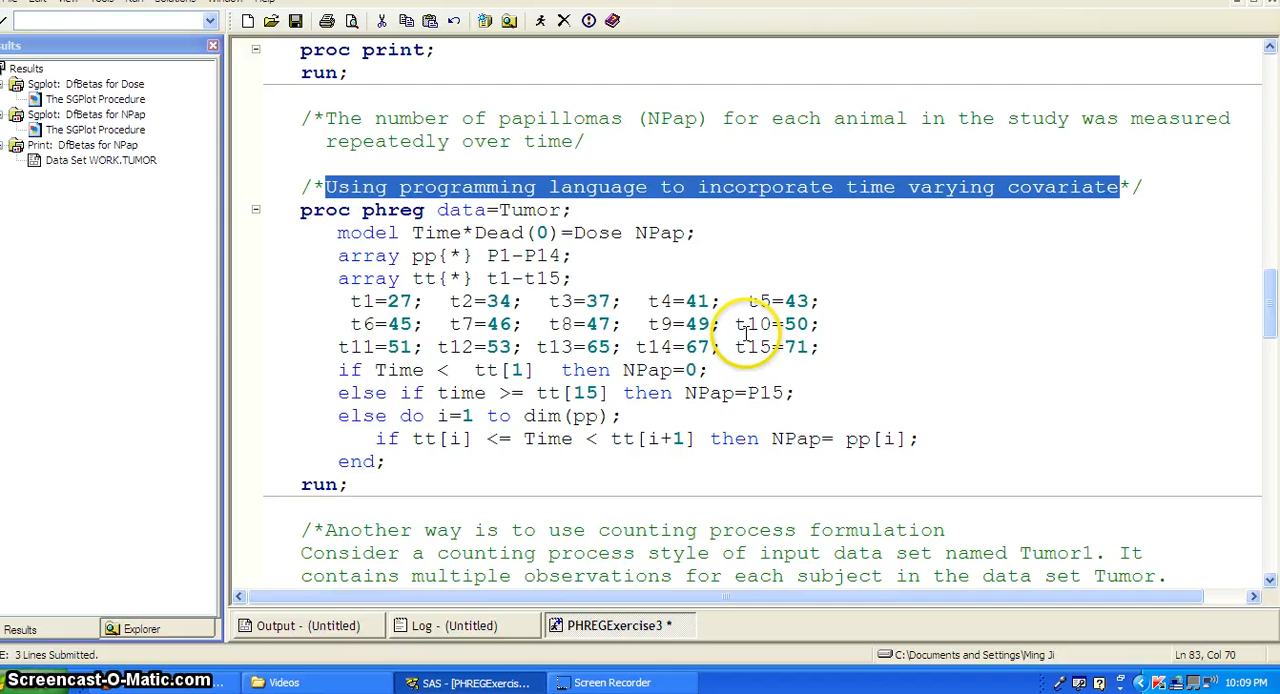 ults
Results
Sgplot: DfBetas for Dose
The SGPlot Procedure
Sgplot: DfBetas for NPap
The SGPlot Procedure
Print: DfBetas for NPap
Data Set WORK.TUMOR
proc print;
run;
/*The number of papillomas (NPap) for each animal in the study was measured
repeatedly over time/
/*Using programming language to incorporate time varying covariate*/
proc phreg data=Tumor;
model Time*Dead(0)=Dose NPap;
array pp{*} P1-P14;
array tt{*} t1-t15;
t1=27; t2=34; t3=37; t4=41; t5=43;
t6=45; t7=46; t8=47; t9=49; t10=50;
t11=51; t12=53; t13=65; t14=67; t15=71;
if Time < tt[1] then NPap=0;
else if time >= tt[15] then NPap=P15;
else do i=1 to dim(pp);
if tt[i] <= Time < tt[i+1] then NPap= pp[i];
end;
run;
/*Another way is to use counting process formulation
Consider a counting process style of input data set named Tumor1. It
contains multiple observations for each subject in the data set Tumor.
Results Explorer
Output - (Untitled) Log - (Untitled) PHREGExercise3 *
E: 3 Lines Submitted. C:\Documents and Settings\Ming Ji Ln 83, Col 70
Screencast-O-Matic.com Videos SAS - [PHREGExercis... Screen Recorder 10:09 PM